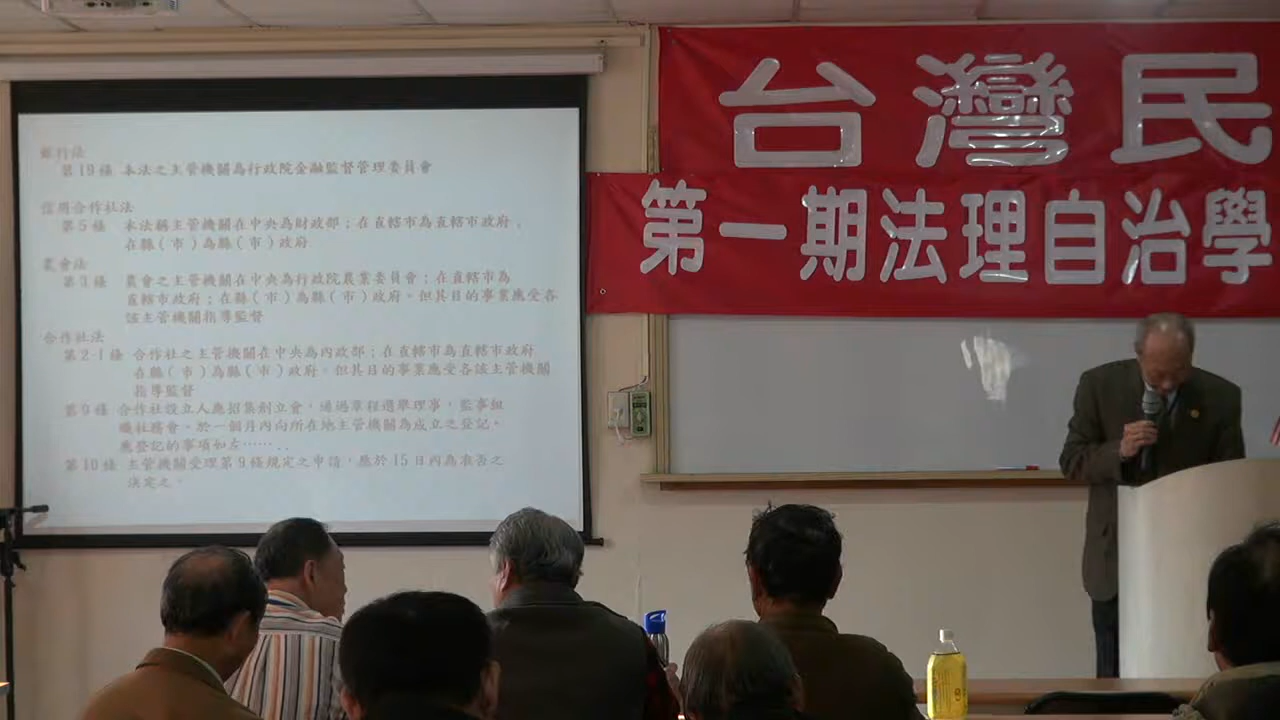 銀行法
第19條 本法之主管機關為行政院金融監督管理委員會
信用合作社法
第5條 本法稱主管機關在中央為財政部；在直轄市為直轄市政府，
在縣(市)為縣(市)政府
農會法
第3條 農會之主管機關在中央為行政院農業委員會；在直轄市為
直轄市政府；在縣(市)為縣(市)政府。但其目的事業應受各
該主管機關指導監督
合作社法
第2-1條 合作社之主管機關在中央為內政部；在直轄市為直轄市政府
在縣(市)為縣(市)政府。但其目的事業應受各該主管機關
指導監督
第9條 合作社設立人應招集創立會，通過章程選舉理事，監事組
織社務會，於一個月內向所在地主管機關為成立之登記。
應登記的事項如左……..
第10條 主管機關受理第9條規定之申請，應於15日內為准否之
決定之。
台灣民
第一期法理自治學